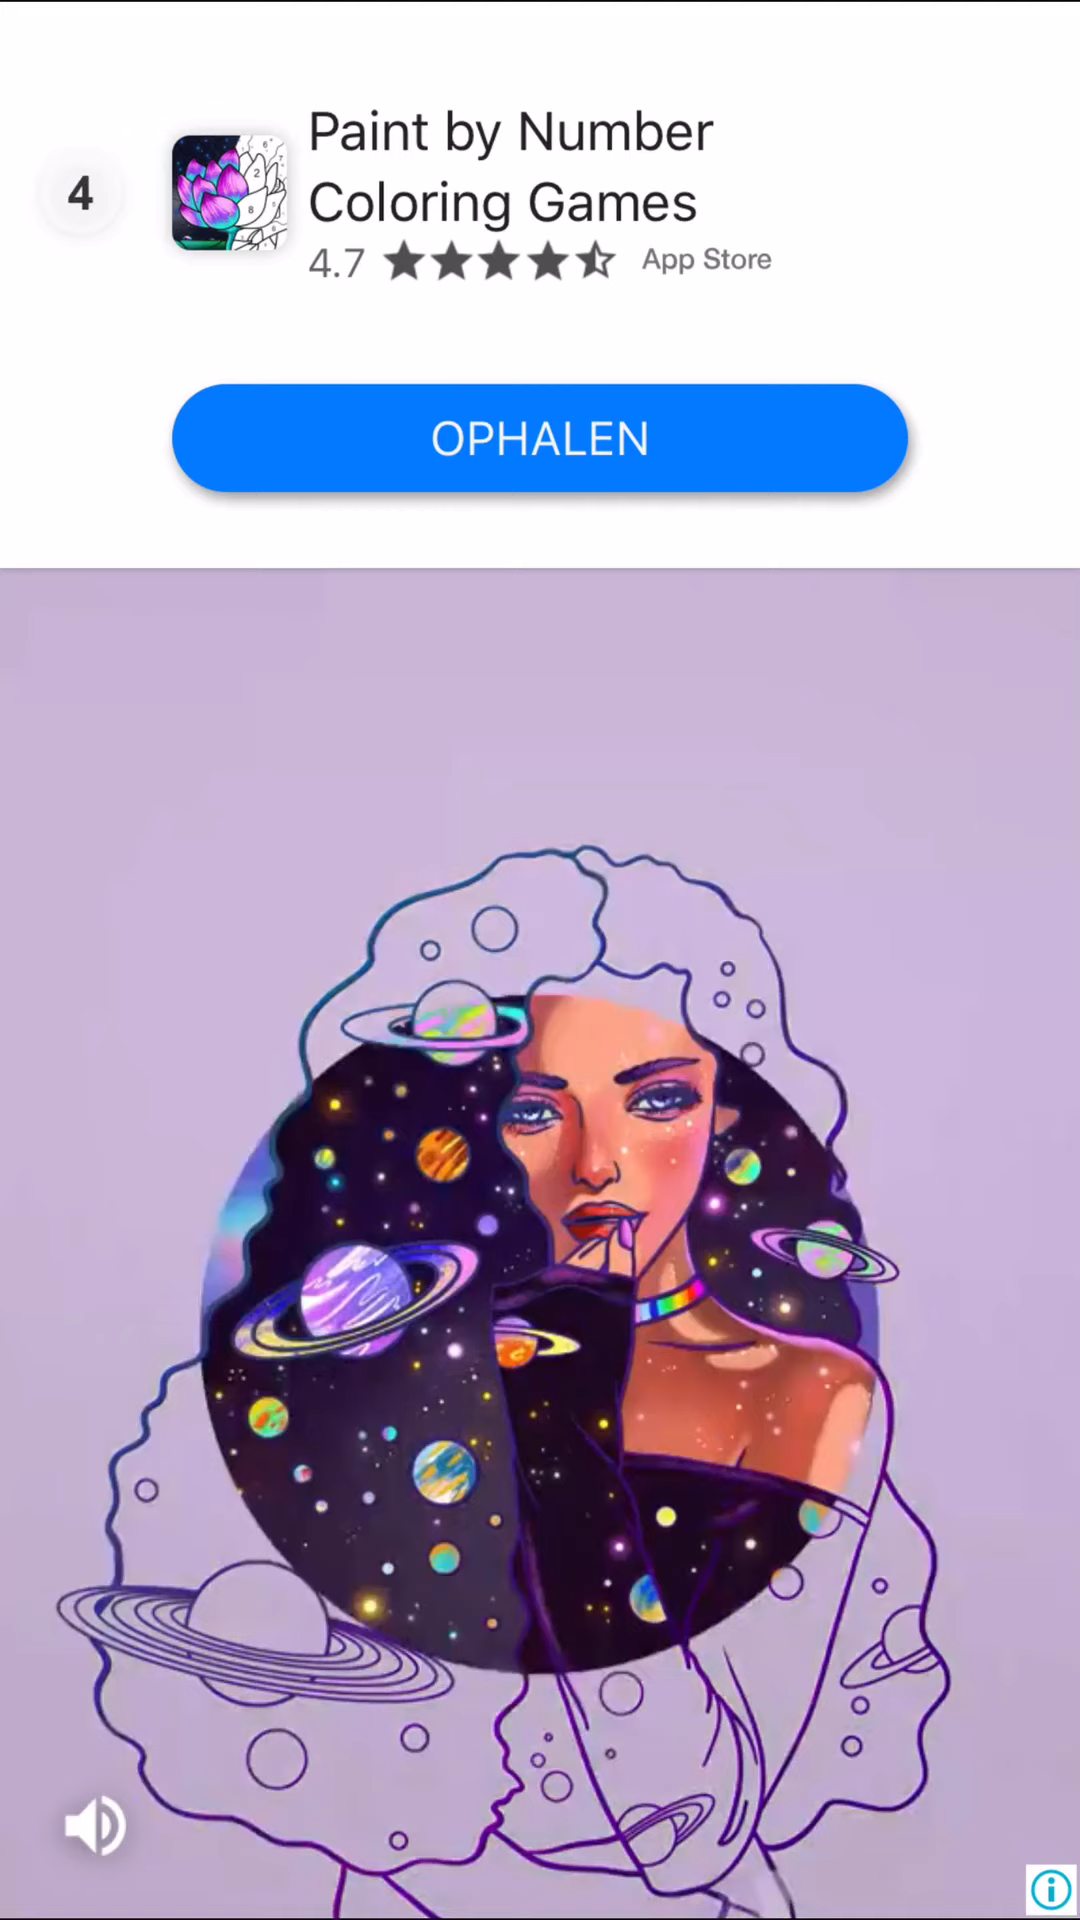 4
Paint by Number
Coloring Games
4.7
App Store
OPHALEN